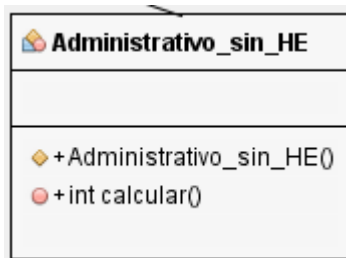 Administrativo_sin_HE
+Administrativo_sin_HE()
+int calcular()